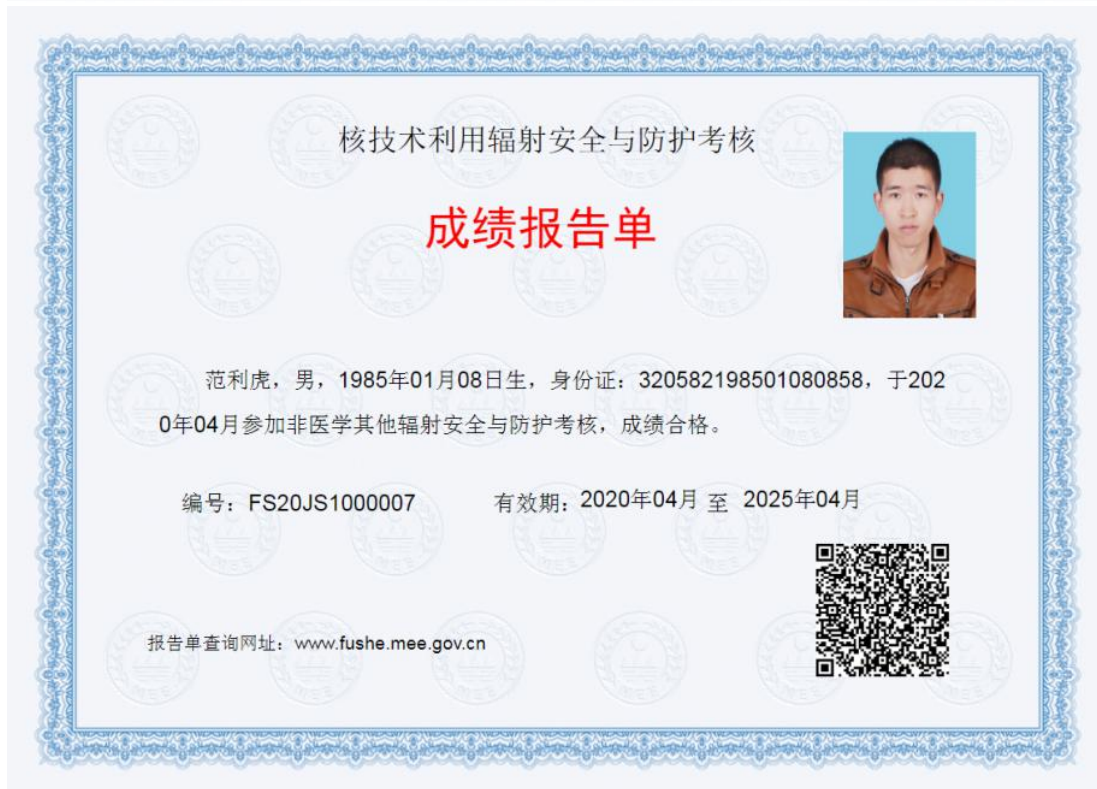 核技术利用辐射安全与防护考核
成绩报告单
范利虎，男，1985年01月08日生，身份证：320582198501080858，于202
0年04月参加非医学其他辐射安全与防护考核，成绩合格。
编号：FS20JS1000007 有效期：2020年04月 至 2025年04月
报告单查询网址：www.fushe.mee.gov.cn